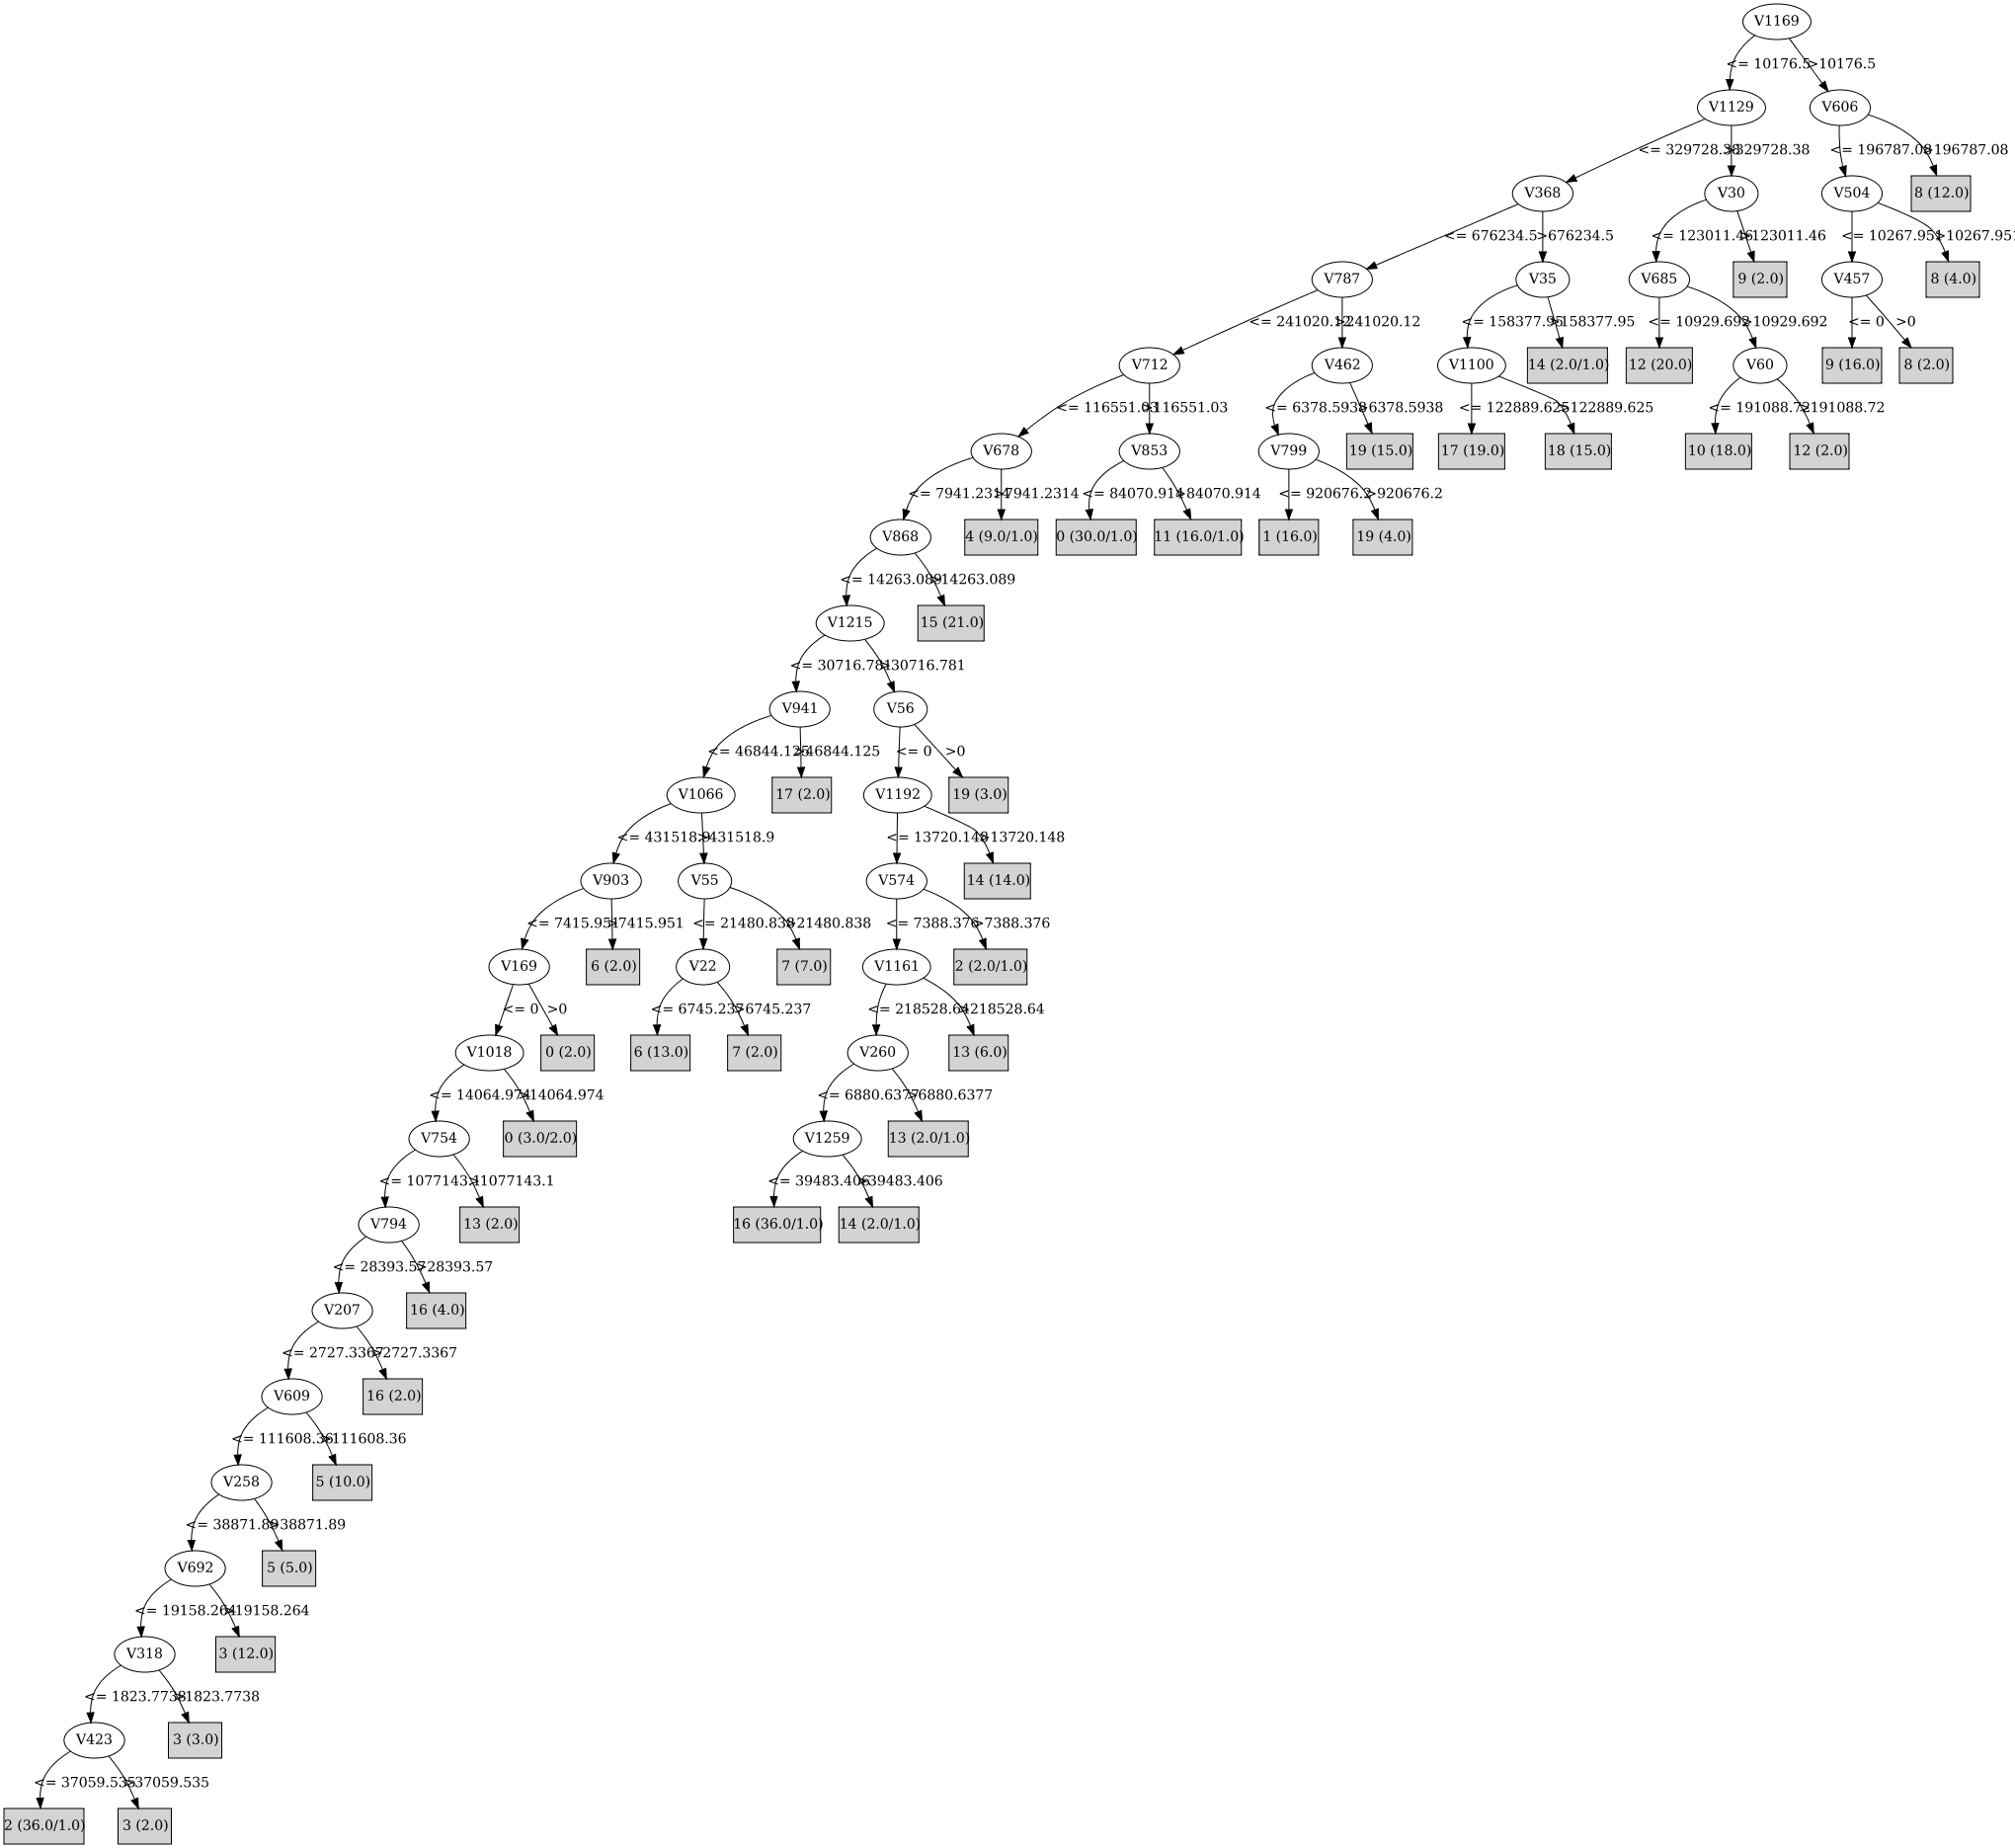 V1169
<= 10176.5 >10176.5
V1129 V606
<= 329728.38 >329728.38 <= 196787.08 >196787.08
V368 V30 V504 8 (12.0)
<= 676234.5 >676234.5 <= 123011.46 >123011.46 <= 10267.951 >10267.951
V787 V35 V685 9 (2.0) V457 8 (4.0)
<= 241020.12 >241020.12 <= 158377.95 >158377.95 <= 10929.692 >10929.692 <= 0 >0
V712 V462 V1100 14 (2.0/1.0) 12 (20.0) V60 9 (16.0) 8 (2.0)
<= 116551.03 >116551.03 <= 6378.5938 >6378.5938 <= 122889.625 >122889.625 <= 191088.72 >191088.72
V678 V853 V799 19 (15.0) 17 (19.0) 18 (15.0) 10 (18.0) 12 (2.0)
<= 7941.2314 >7941.2314 <= 84070.914 >84070.914 <= 920676.2 >920676.2
V868 4 (9.0/1.0) 0 (30.0/1.0) 11 (16.0/1.0) 1 (16.0) 19 (4.0)
<= 14263.089 >14263.089
V1215 15 (21.0)
<= 30716.781 >30716.781
V941 V56
<= 46844.125 >46844.125 <= 0 >0
V1066 17 (2.0) V1192 19 (3.0)
<= 431518.9 >431518.9 <= 13720.148 >13720.148
V903 V55 V574 14 (14.0)
<= 7415.951 >7415.951 <= 21480.838 >21480.838 <= 7388.376 >7388.376
V169 6 (2.0) V22 7 (7.0) V1161 2 (2.0/1.0)
<= 0 >0 <= 6745.237 >6745.237 <= 218528.64 >218528.64
V1018 0 (2.0) 6 (13.0) 7 (2.0) V260 13 (6.0)
<= 14064.974 >14064.974 <= 6880.6377 >6880.6377
V754 0 (3.0/2.0) V1259 13 (2.0/1.0)
<= 1077143.1 >1077143.1 <= 39483.406 >39483.406
V794 13 (2.0) 16 (36.0/1.0) 14 (2.0/1.0)
<= 28393.57 >28393.57
V207 16 (4.0)
<= 2727.3367 >2727.3367
V609 16 (2.0)
<= 111608.36 >111608.36
V258 5 (10.0)
<= 38871.89 >38871.89
V692 5 (5.0)
<= 19158.264 >19158.264
V318 3 (12.0)
<= 1823.7738 >1823.7738
V423 3 (3.0)
<= 37059.535 >37059.535
2 (36.0/1.0) 3 (2.0)